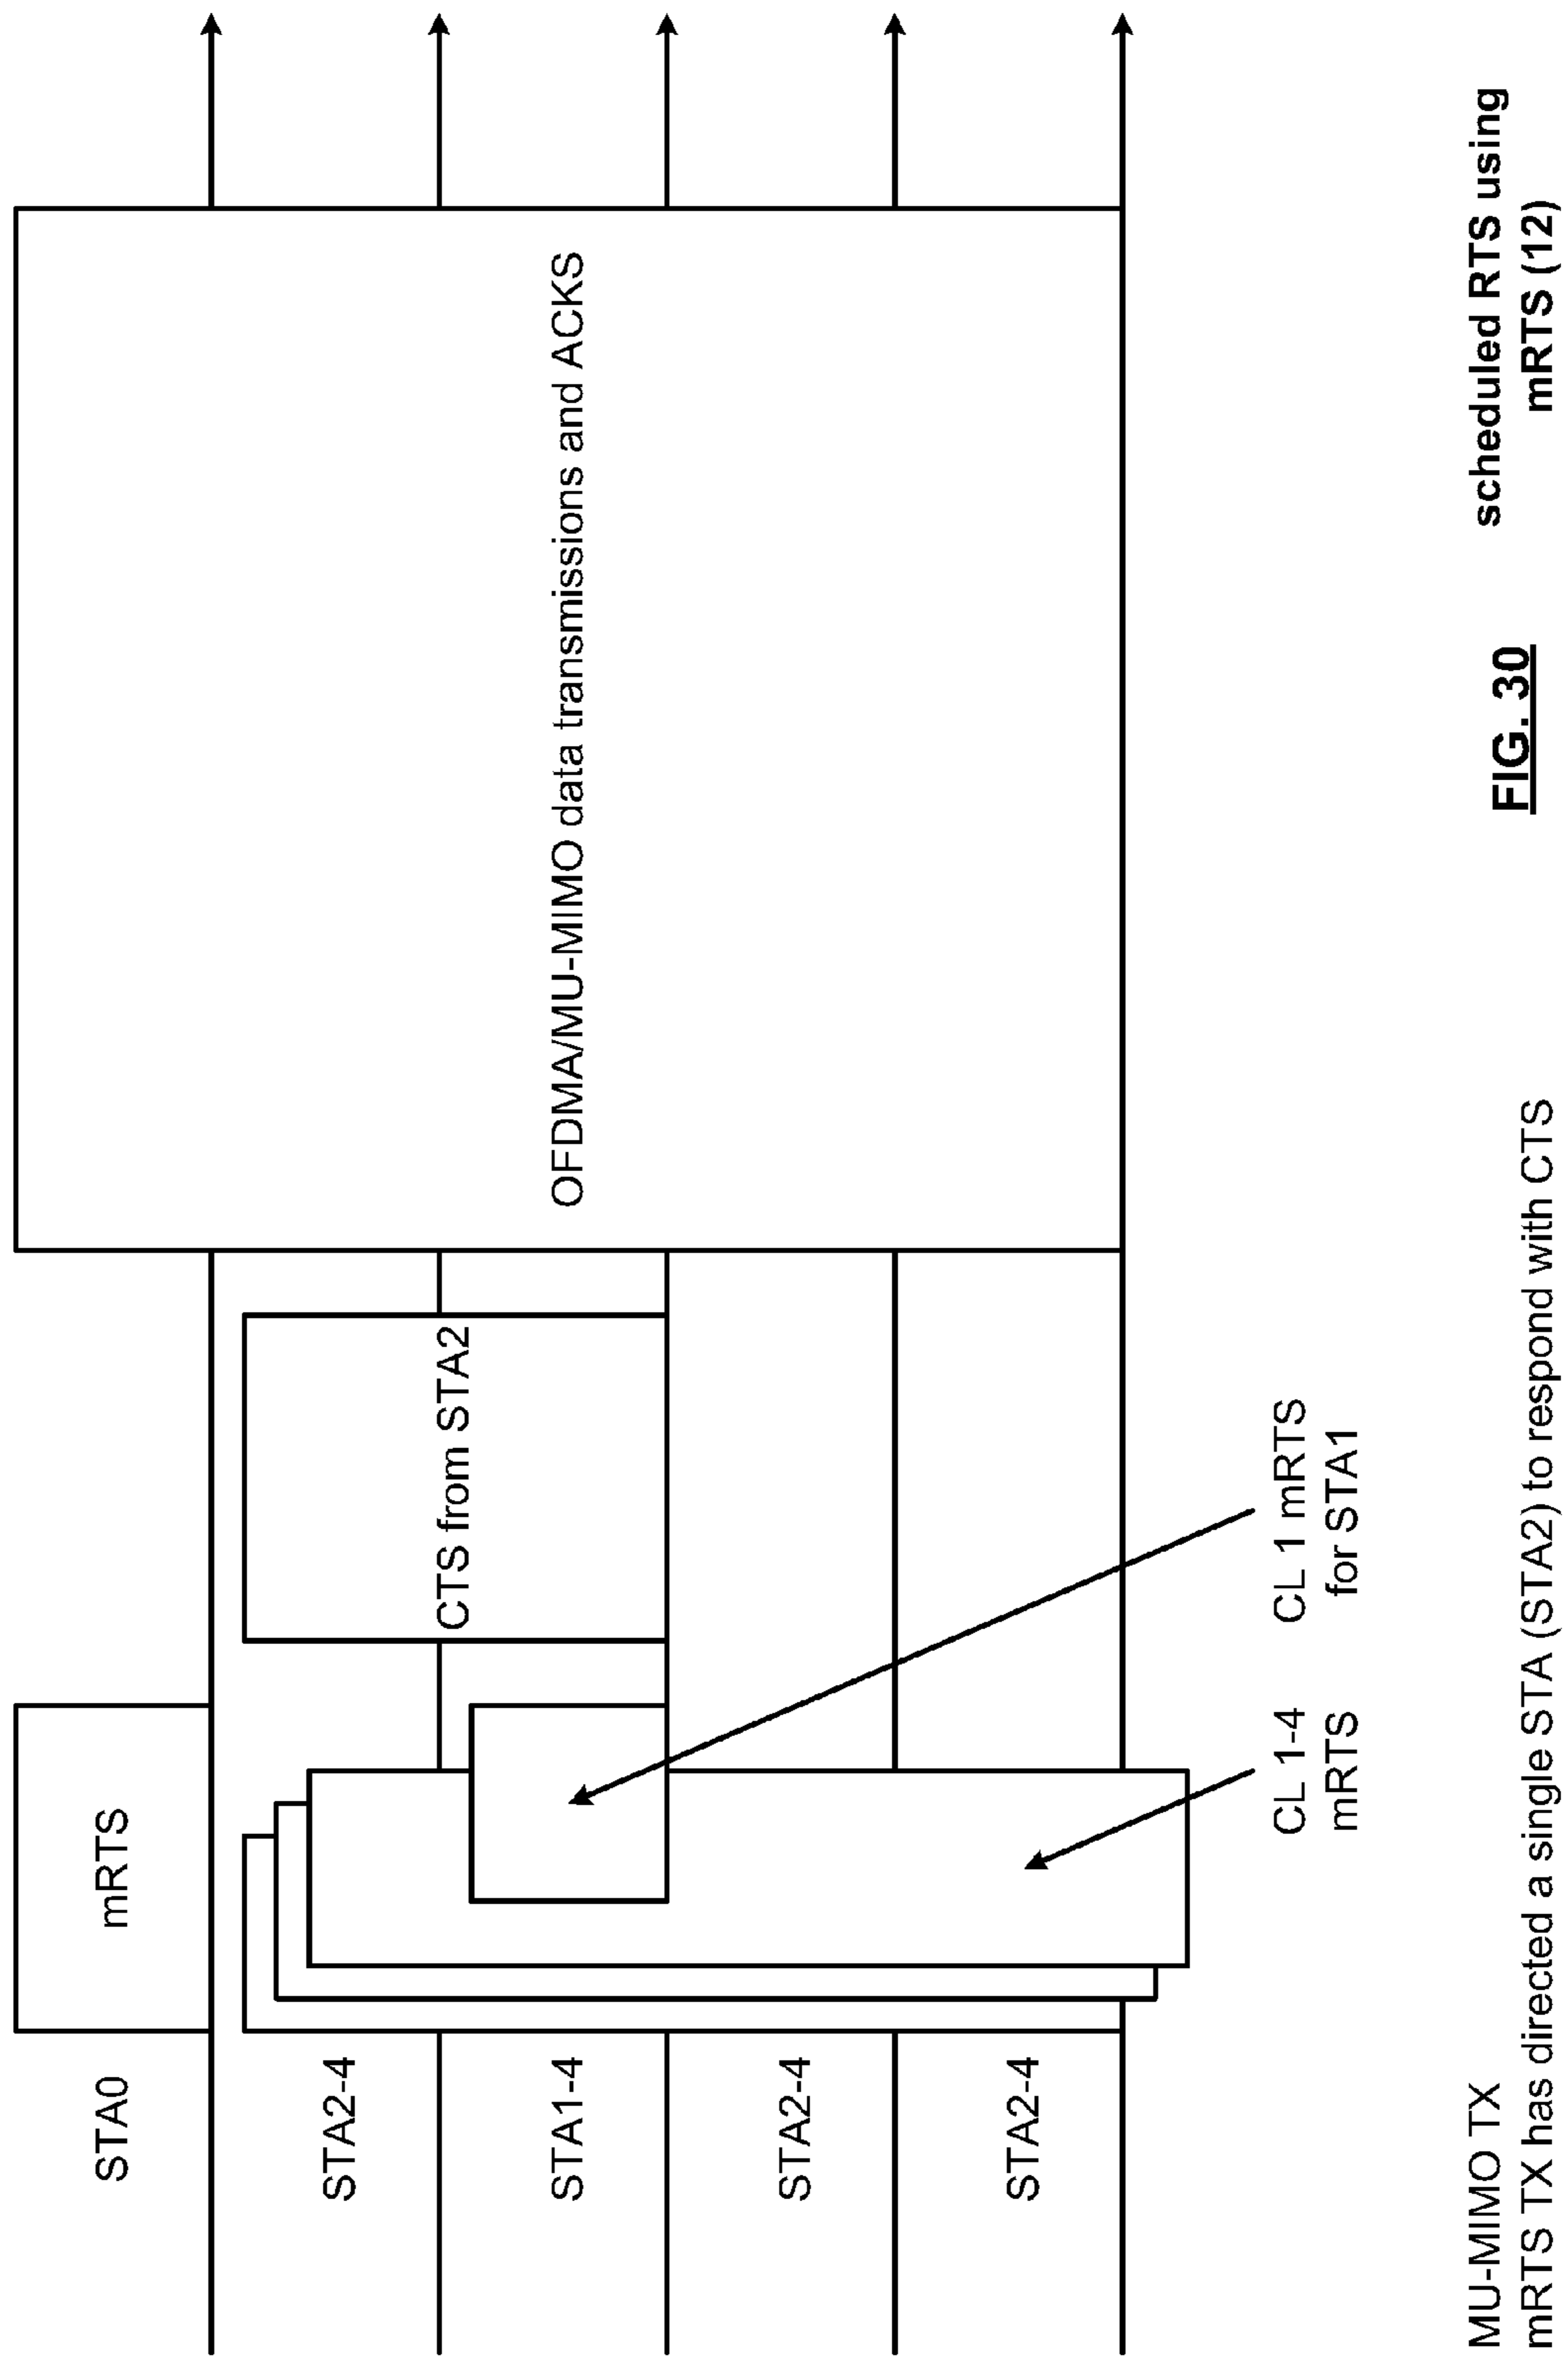 STA0
mRTS
STA2-4
STA1-4
STA2-4
STA2-4
CTS from STA2
OFDMA/MU-MIMO data transmissions and ACKS
CL 1-4
mRTS
CL 1 mRTS
for STA1
MU-MIMO TX
mRTS TX has directed a single STA (STA2) to respond with CTS
FIG. 30
scheduled RTS using
mRTS (12)